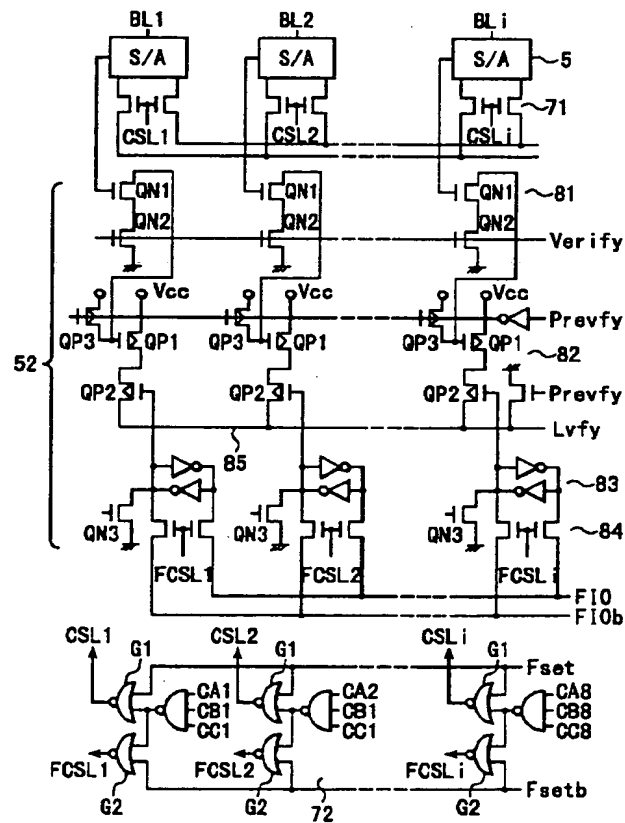 BL1 BL2 BLi
S/A S/A S/A 5
71
CSL1 CSL2 CSLi
QN1 QN1 QN1 81
QN2 QN2 QN2
Verify
Vcc Vcc Vcc
Prevfy
QP3 QP1 QP3 QP1 QP3 QP1
52
82
QP2 QP2 QP2 Prevfy
Lvfy
85
83
QN3 QN3 QN3 84
FCSL1 FCSL2 FCSLi
FIO
FIOb
CSL1 G1 CSL2 G1 CSLi G1
Fset
CA1 CA2 CA8
CB1 CB1 CB8
CC1 CC1 CC8
FCSL1 FCSL2 FCSLi
Fsetb
G2 G2 72 G2